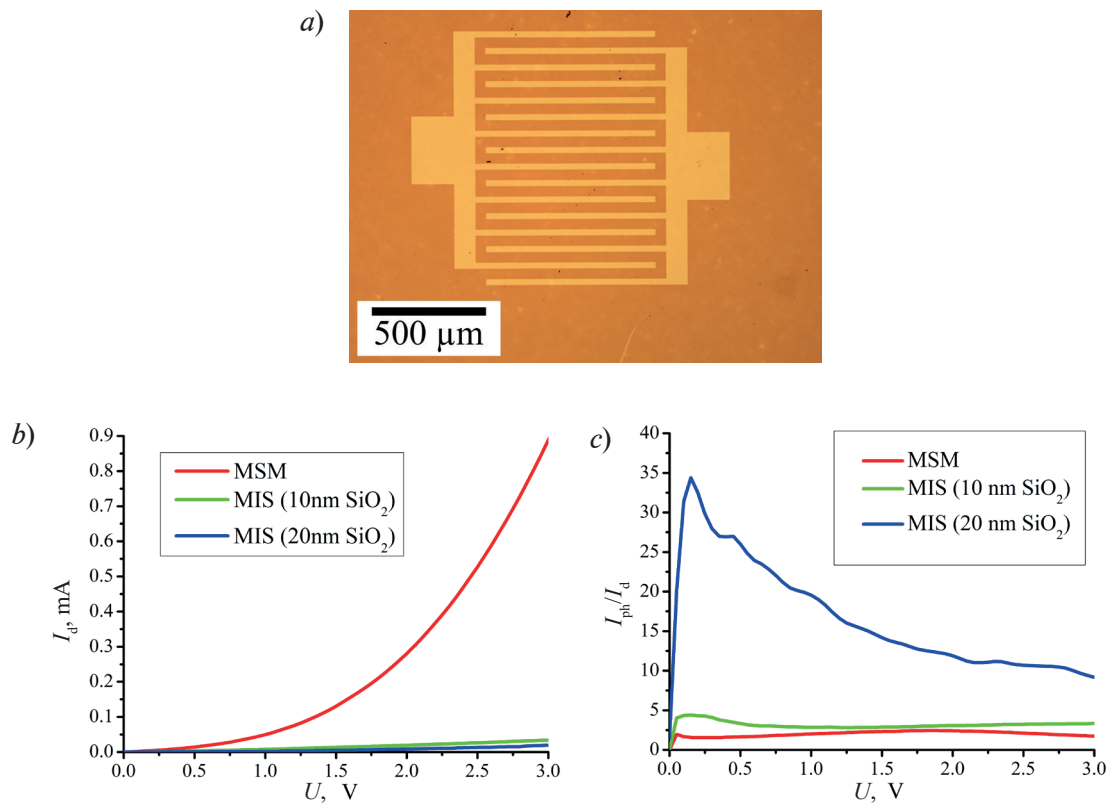 a)
500 µm
b)
0.9
0.8
0.7
0.6
0.5
0.4
0.3
0.2
0.1
0.0
I_d, mA
MSM
MIS (10nm SiO₂)
MIS (20nm SiO₂)
0.0 0.5 1.0 1.5 2.0 2.5 3.0
U, V
c)
40
35
30
25
20
15
10
5
0
I_ph/I_d
MSM
MIS (10 nm SiO₂)
MIS (20 nm SiO₂)
0.0 0.5 1.0 1.5 2.0 2.5 3.0
U, V